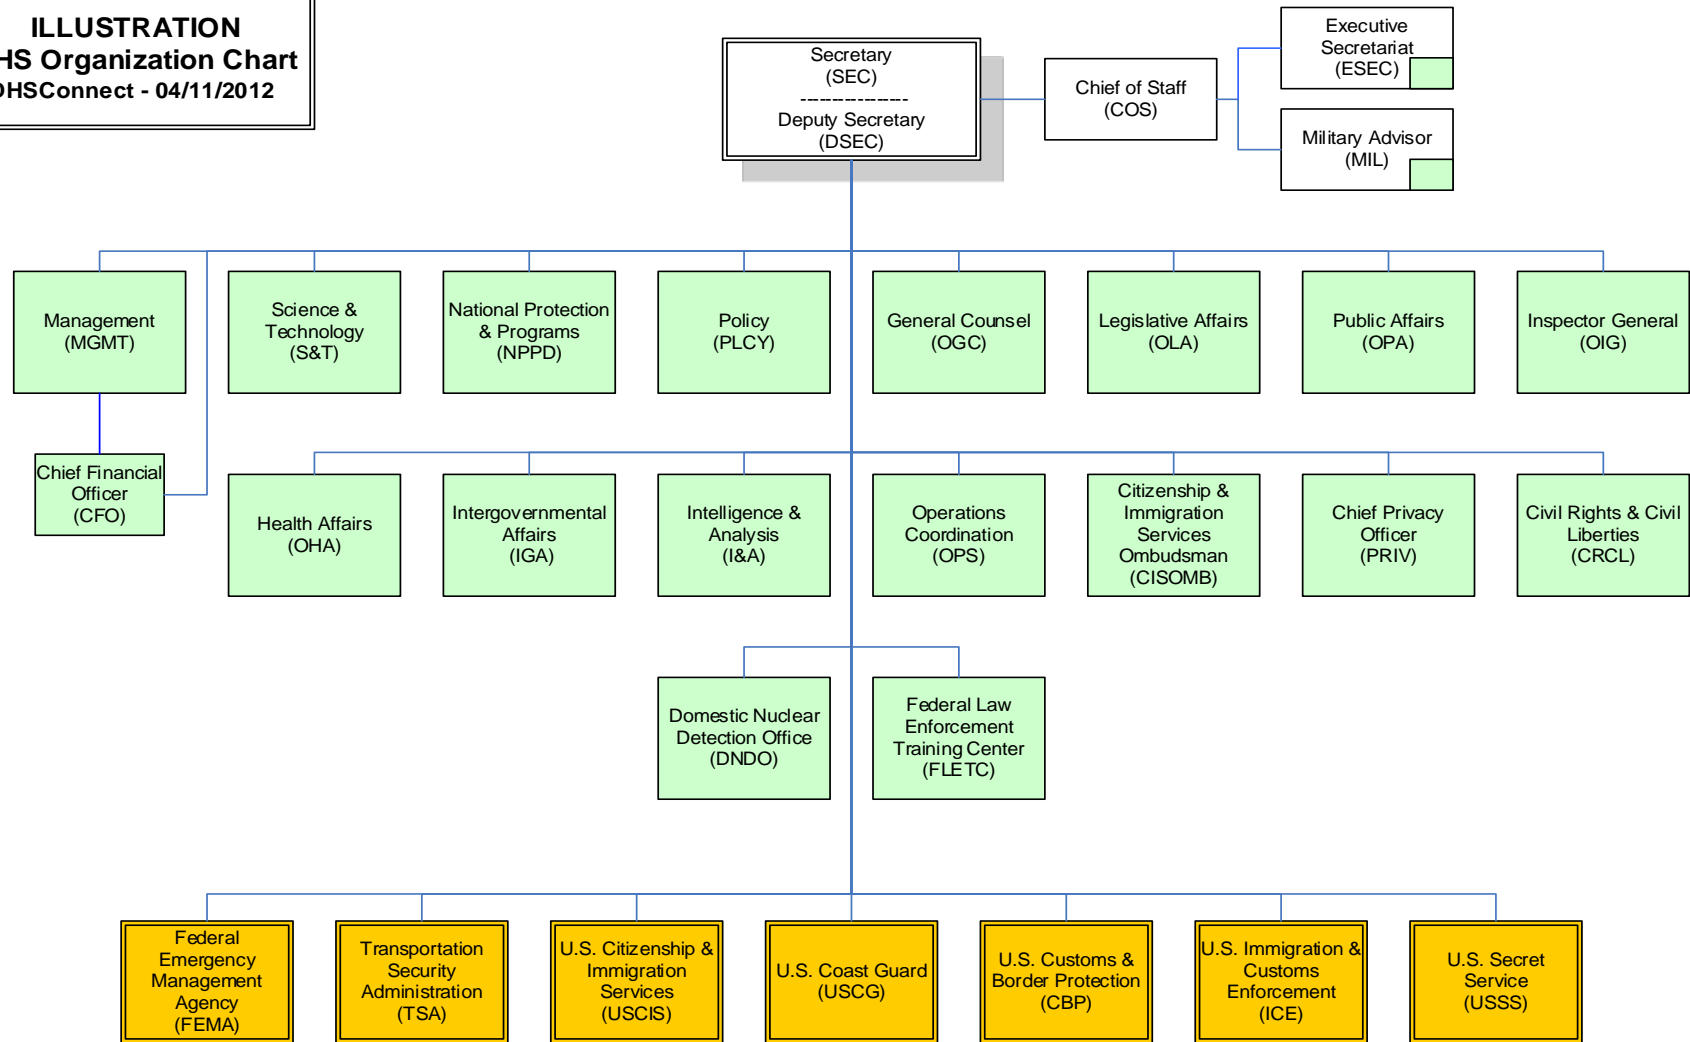 ILLUSTRATION
HS Organization Chart
DHSConnect - 04/11/2012
Secretary
(SEC)
-----------------
Deputy Secretary
(DSEC)
Chief of Staff
(COS)
Executive
Secretariat
(ESEC)
Military Advisor
(MIL)
Management
(MGMT)
Science &
Technology
(S&T)
National Protection
& Programs
(NPPD)
Policy
(PLCY)
General Counsel
(OGC)
Legislative Affairs
(OLA)
Public Affairs
(OPA)
Inspector General
(OIG)
Chief Financial
Officer
(CFO)
Health Affairs
(OHA)
Intergovernmental
Affairs
(IGA)
Intelligence &
Analysis
(I&A)
Operations
Coordination
(OPS)
Citizenship &
Immigration
Services
Ombudsman
(CISOMB)
Chief Privacy
Officer
(PRIV)
Civil Rights & Civil
Liberties
(CRCL)
Domestic Nuclear
Detection Office
(DNDO)
Federal Law
Enforcement
Training Center
(FLETC)
Federal
Emergency
Management
Agency
(FEMA)
Transportation
Security
Administration
(TSA)
U.S. Citizenship &
Immigration
Services
(USCIS)
U.S. Coast Guard
(USCG)
U.S. Customs &
Border Protection
(CBP)
U.S. Immigration &
Customs
Enforcement
(ICE)
U.S. Secret
Service
(USSS)